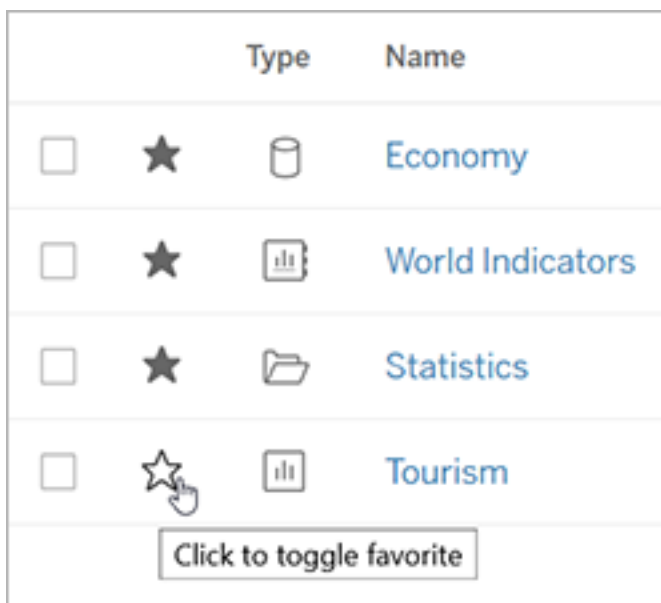 Type Name
Economy
World Indicators
Statistics
Tourism
Click to toggle favorite